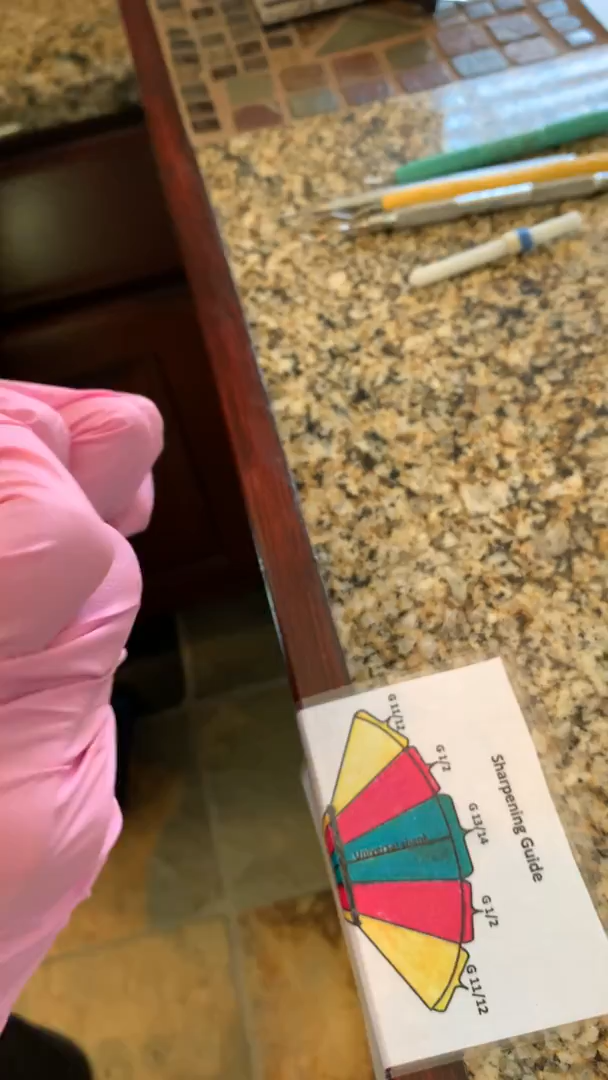 Sharpening Guide
G 11/12
G 1/2
G 13/14
G 1/2
G 11/12